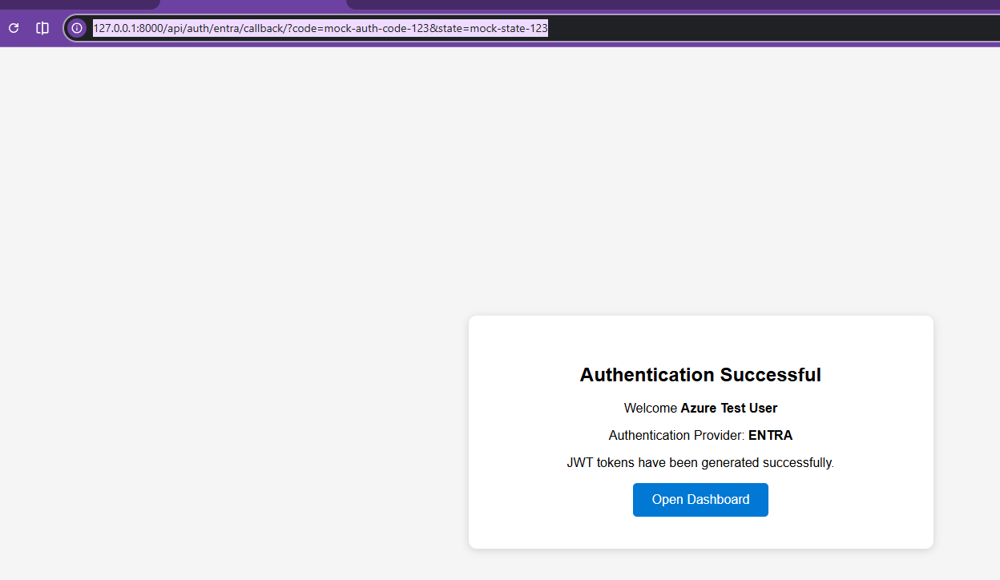 127.0.0.1:8000/api/auth/entra/callback/?code=mock-auth-code-123&state=mock-state-123
Authentication Successful
Welcome Azure Test User
Authentication Provider: ENTRA
JWT tokens have been generated successfully.
Open Dashboard